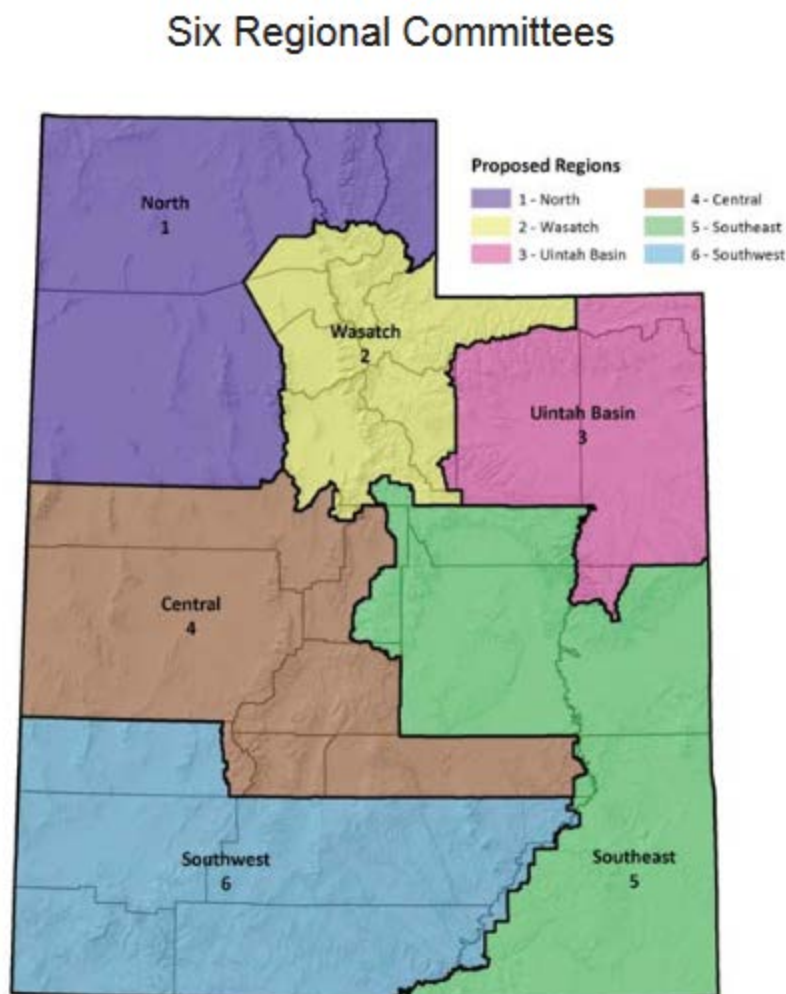 Six Regional Committees
Proposed Regions
1 - North
4 - Central
2 - Wasatch
5 - Southeast
3 - Uintah Basin
6 - Southwest
North
1
Wasatch
2
Uintah Basin
3
Central
4
Southwest
6
Southeast
5